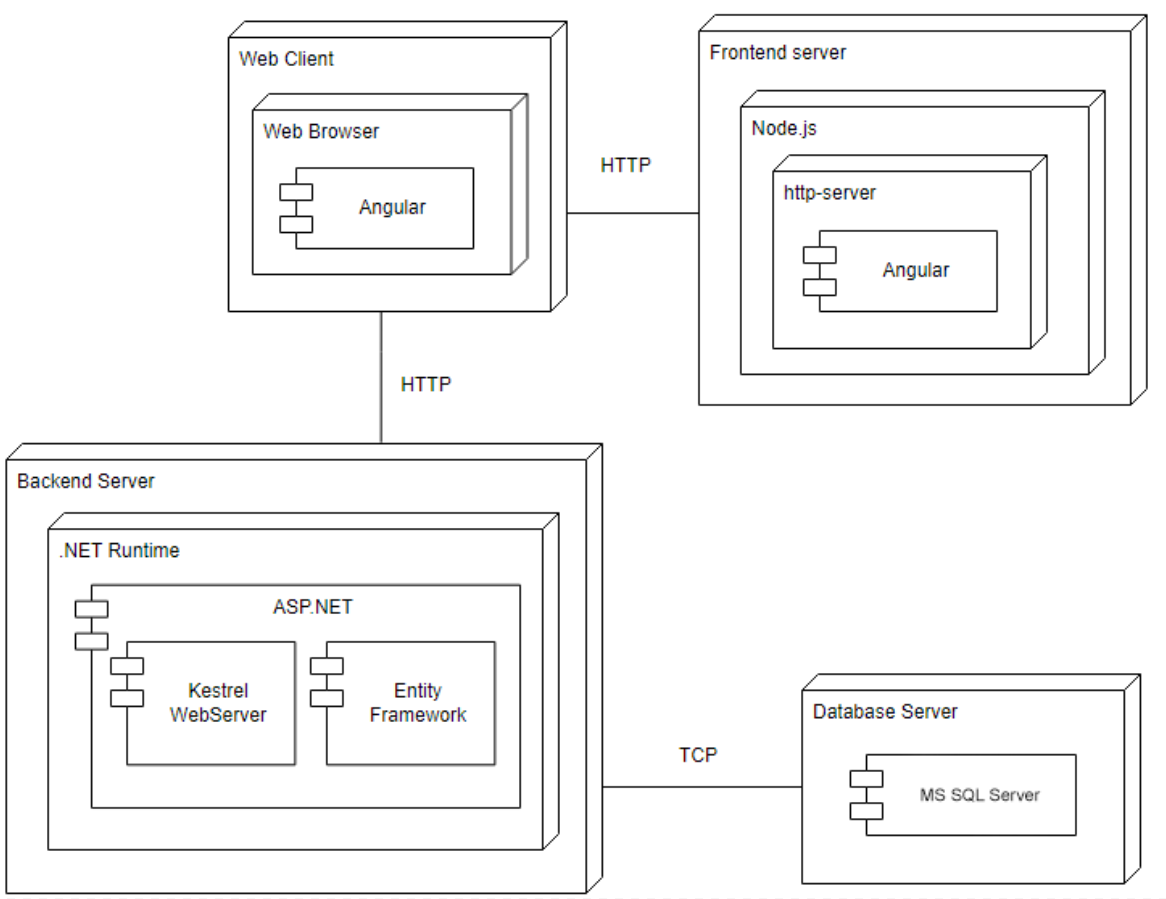 Web Client
Web Browser
Angular
HTTP
Frontend server
Node.js
http-server
Angular
HTTP
Backend Server
.NET Runtime
ASP.NET
Kestrel
WebServer
Entity
Framework
TCP
Database Server
MS SQL Server